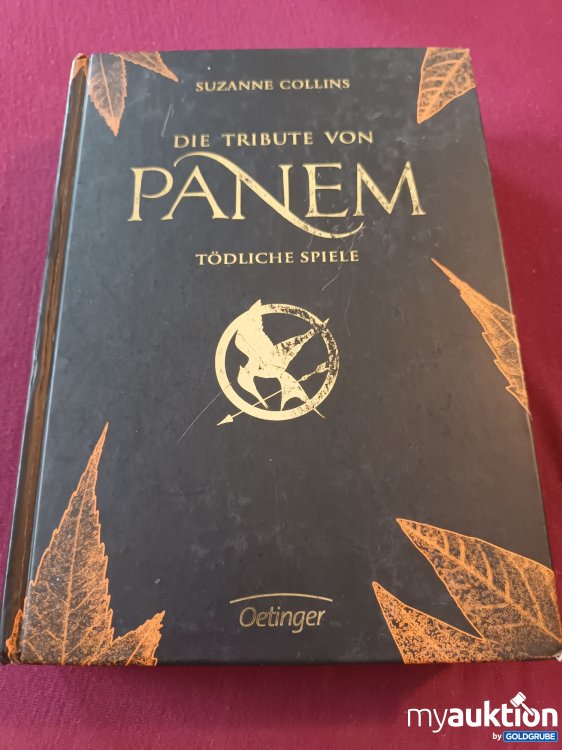 SUZANNE COLLINS
DIE TRIBUTE VON
PANEM
TÖDLICHE SPIELE
Oetinger
myauktion
by GOLDGRUBE